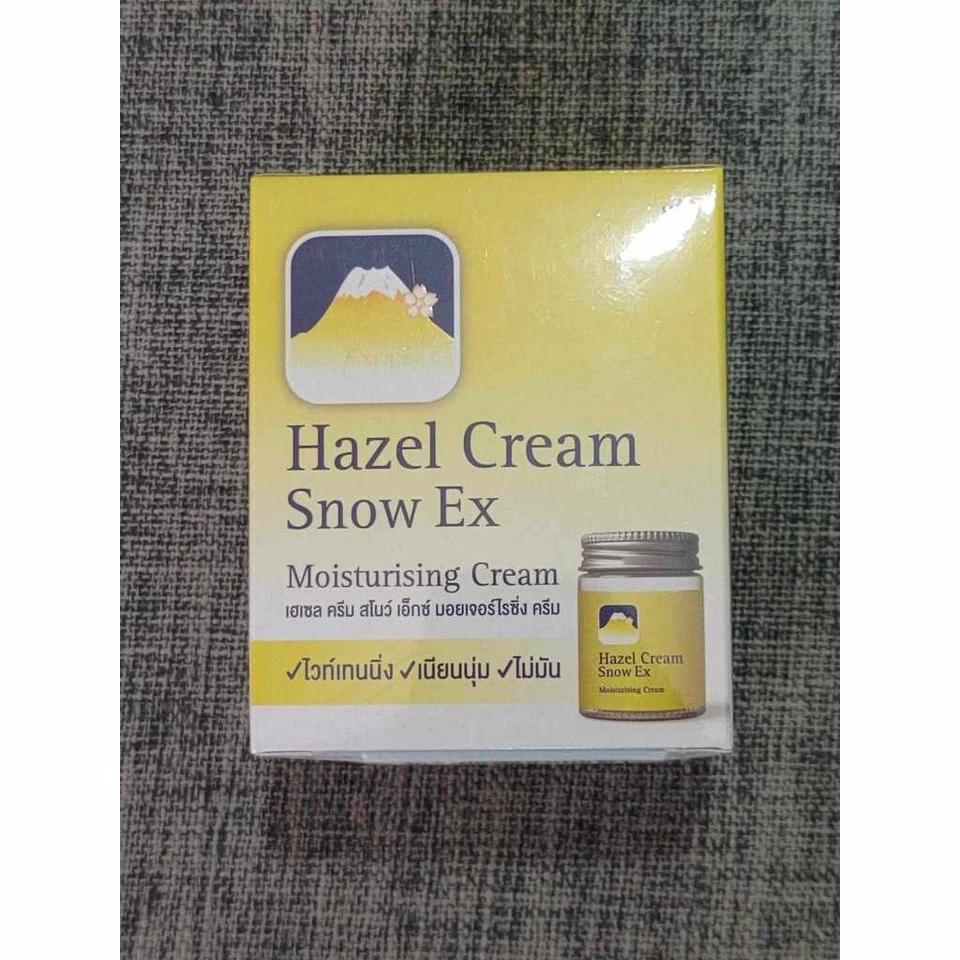 Hazel Cream
Snow Ex
Moisturising Cream
เฮเซล ครีม สโนว์ เอ็กซ์ มอยเจอร์ไรซิ่ง ครีม
✓ไวท์เทนนิ่ง ✓เนียนนุ่ม ✓ไม่มัน
Hazel Cream
Snow Ex
Moisturising Cream